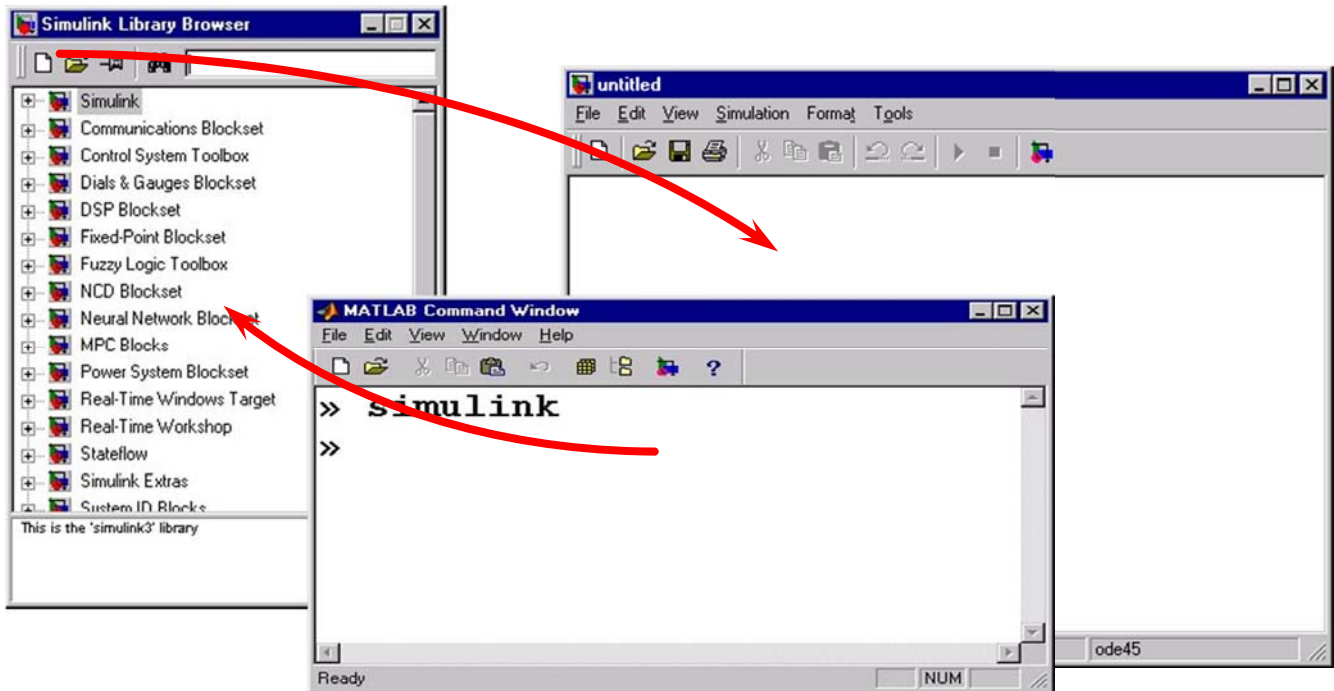 Simulink Library Browser
Simulink
Communications Blockset
Control System Toolbox
Dials & Gauges Blockset
DSP Blockset
Fixed-Point Blockset
Fuzzy Logic Toolbox
NCD Blockset
Neural Network Blockset
MPC Blocks
Power System Blockset
Real-Time Windows Target
Real-Time Workshop
Stateflow
Simulink Extras
System ID Blocks
This is the 'simulink3' library
untitled
File Edit View Simulation Format Tools
ode45
MATLAB Command Window
File Edit View Window Help
?
» simulink
»
Ready NUM